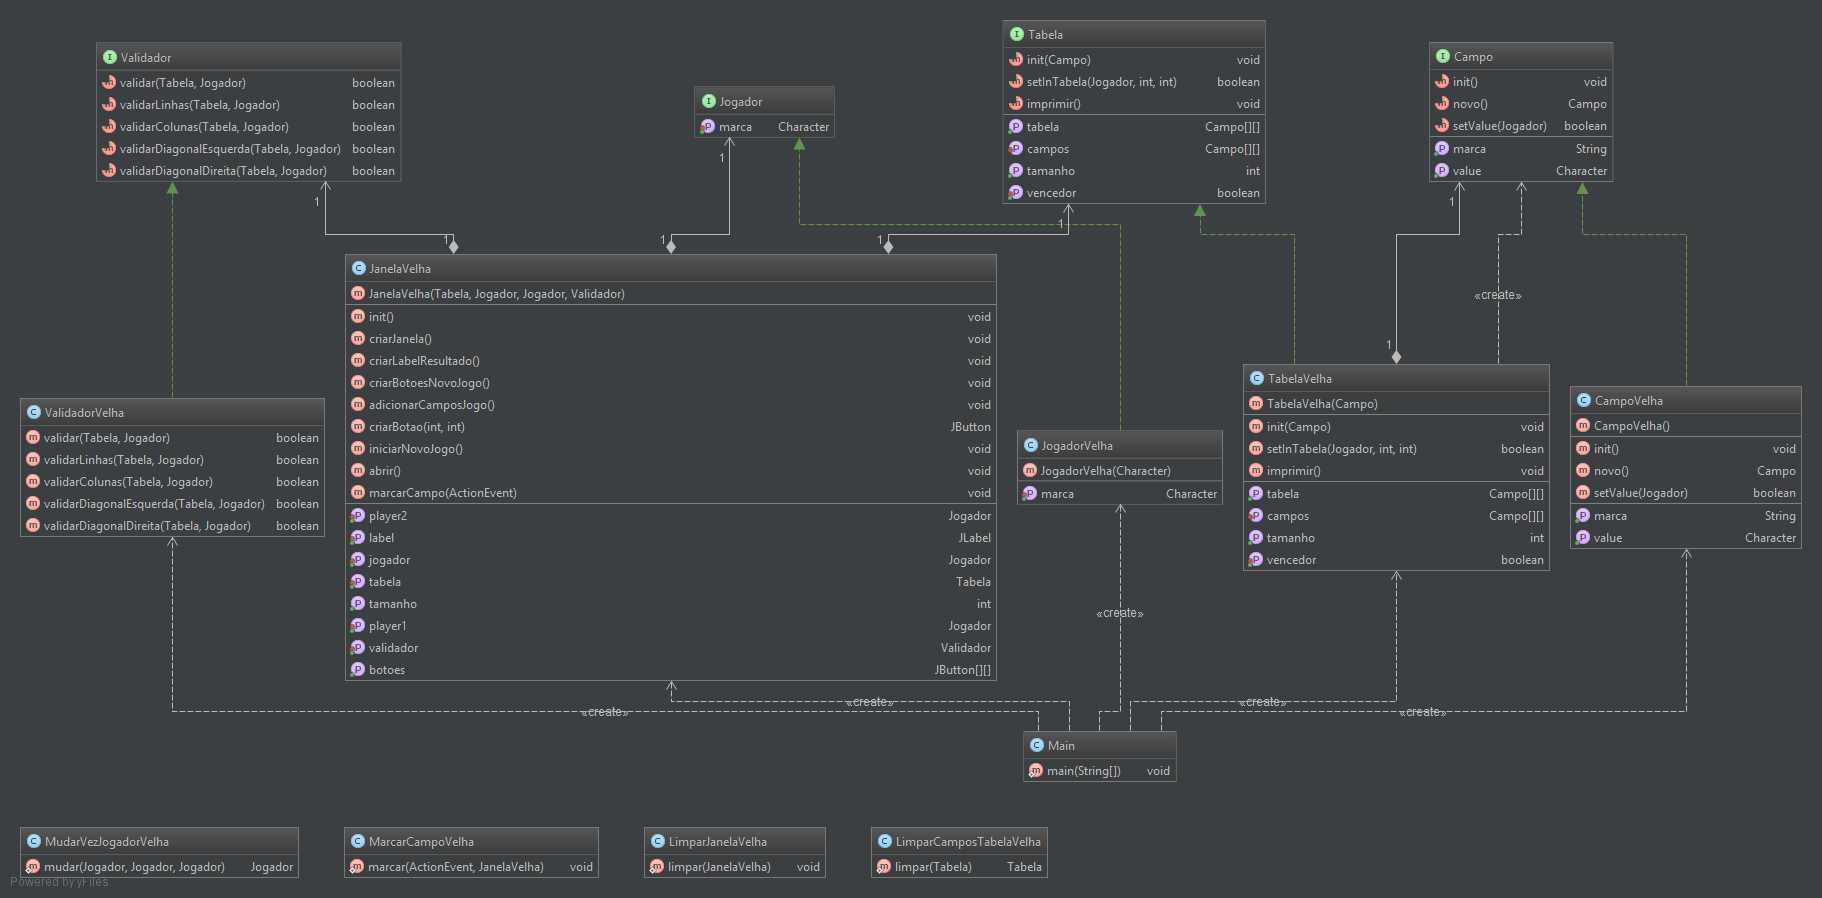 Validador
validar(Tabela, Jogador) boolean
validarLinhas(Tabela, Jogador) boolean
validarColunas(Tabela, Jogador) boolean
validarDiagonalEsquerda(Tabela, Jogador) boolean
validarDiagonalDireita(Tabela, Jogador) boolean
Jogador
marca Character
Tabela
init(Campo) void
setInTabela(Jogador, int, int) boolean
imprimir() void
tabela Campo[][]
campos Campo[][]
tamanho int
vencedor boolean
Campo
init() void
novo() Campo
setValue(Jogador) boolean
marca String
value Character
1
1
1
1
1
1
1
1
«create»
JanelaVelha
JanelaVelha(Tabela, Jogador, Jogador, Validador)
init() void
criarJanela() void
criarLabelResultado() void
criarBotoesNovoJogo() void
adicionarCamposJogo() void
criarBotao(int, int) JButton
iniciarNovoJogo() void
abrir() void
marcarCampo(ActionEvent) void
player2 Jogador
label JLabel
jogador Jogador
tabela Tabela
tamanho int
player1 Jogador
validador Validador
botoes JButton[][]
ValidadorVelha
validar(Tabela, Jogador) boolean
validarLinhas(Tabela, Jogador) boolean
validarColunas(Tabela, Jogador) boolean
validarDiagonalEsquerda(Tabela, Jogador) boolean
validarDiagonalDireita(Tabela, Jogador) boolean
JogadorVelha
JogadorVelha(Character)
marca Character
TabelaVelha
TabelaVelha(Campo)
init(Campo) void
setInTabela(Jogador, int, int) boolean
imprimir() void
tabela Campo[][]
campos Campo[][]
tamanho int
vencedor boolean
CampoVelha
CampoVelha()
init() void
novo() Campo
setValue(Jogador) boolean
marca String
value Character
«create»
«create»
«create»
«create»
«create»
Main
main(String[]) void
MudarVezJogadorVelha
mudar(Jogador, Jogador, Jogador) Jogador
MarcarCampoVelha
marcar(ActionEvent, JanelaVelha) void
LimparJanelaVelha
limpar(JanelaVelha) void
LimparCamposTabelaVelha
limpar(Tabela) Tabela
Powered by yFiles